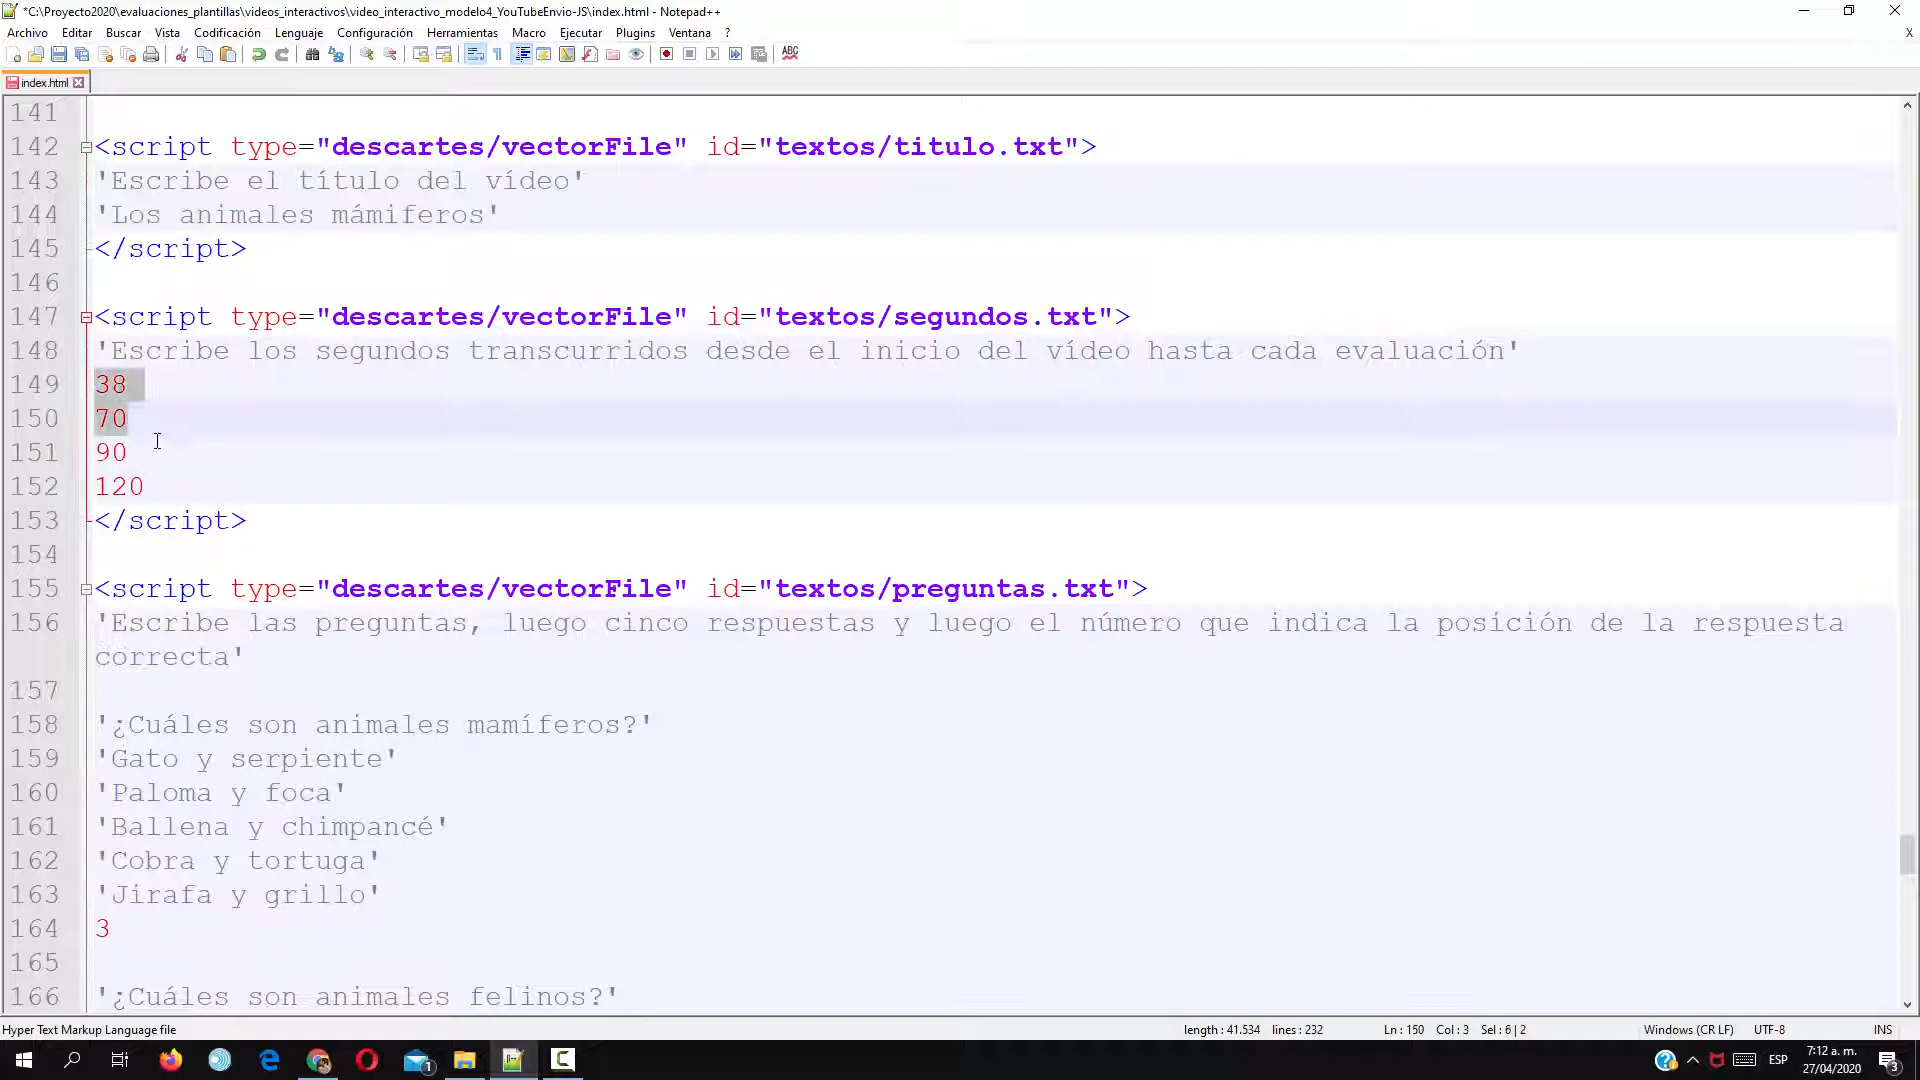 *C:\Proyecto2020\evaluaciones_plantillas\videos_interactivos\video_interactivo_modelo4_YouTubeEnvio-JS\index.html - Notepad++
Archivo Editar Buscar Vista Codificación Lenguaje Configuración Herramientas Macro Ejecutar Plugins Ventana ? X
ABC
index.html
141
142 <script type="descartes/vectorFile" id="textos/titulo.txt">
143 'Escribe el título del vídeo'
144 'Los animales mámiferos'
145 </script>
146
147 <script type="descartes/vectorFile" id="textos/segundos.txt">
148 'Escribe los segundos transcurridos desde el inicio del vídeo hasta cada evaluación'
149 38
150 70
151 90
152 120
153 </script>
154
155 <script type="descartes/vectorFile" id="textos/preguntas.txt">
156 'Escribe las preguntas, luego cinco respuestas y luego el número que indica la posición de la respuesta
correcta'
157
158 '¿Cuáles son animales mamíferos?'
159 'Gato y serpiente'
160 'Paloma y foca'
161 'Ballena y chimpancé'
162 'Cobra y tortuga'
163 'Jirafa y grillo'
164 3
165
166 '¿Cuáles son animales felinos?'
Hyper Text Markup Language file length : 41.534 lines : 232 Ln : 150 Col : 3 Sel : 6 | 2 Windows (CR LF) UTF-8 INS
1 ESP 7:12 a. m. 3
27/04/2020